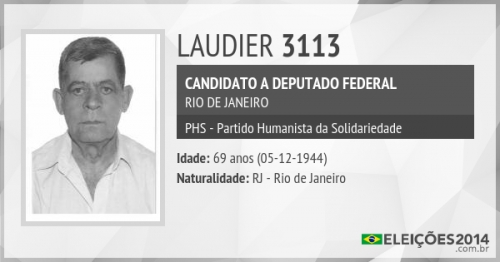 LAUDIER 3113
CANDIDATO A DEPUTADO FEDERAL
RIO DE JANEIRO
PHS - Partido Humanista da Solidariedade
Idade: 69 anos (05-12-1944)
Naturalidade: RJ - Rio de Janeiro
ELEIÇÕES2014
.com.br